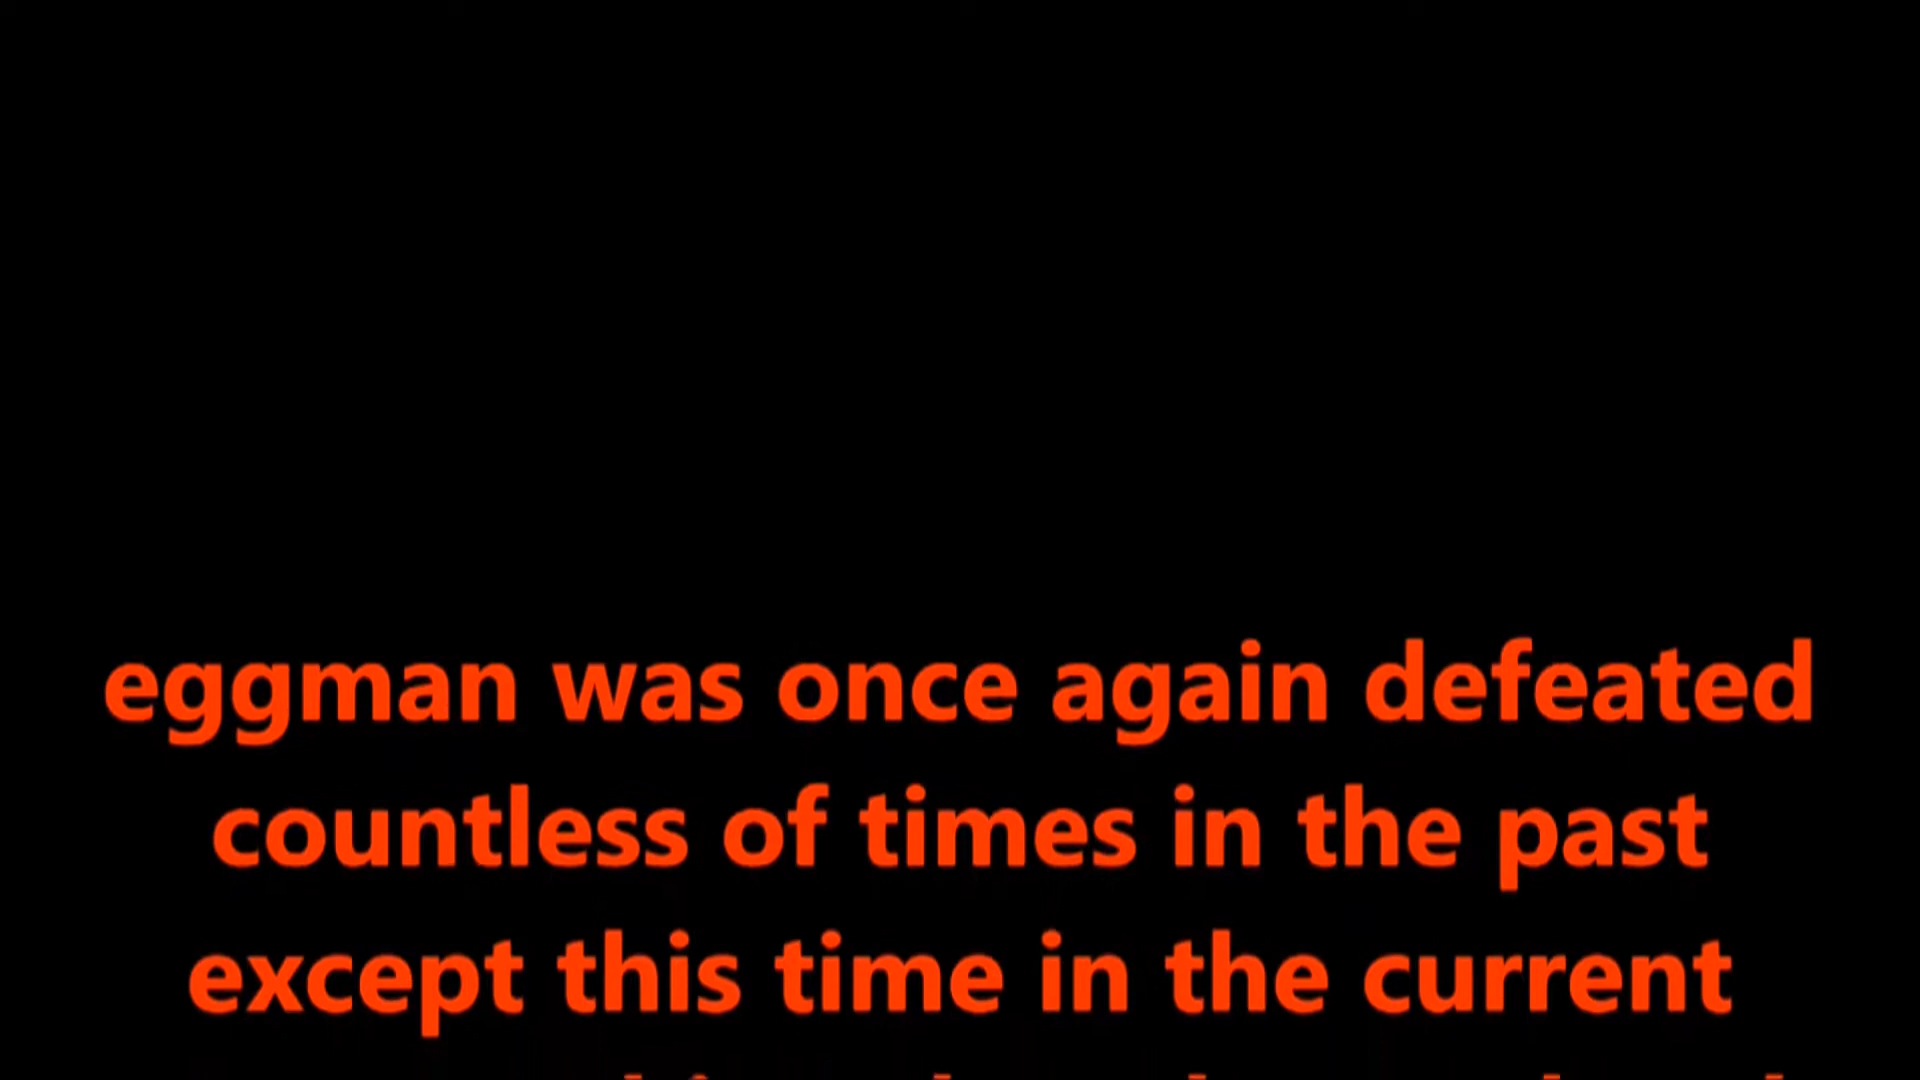 eggman was once again defeated
countless of times in the past
except this time in the current